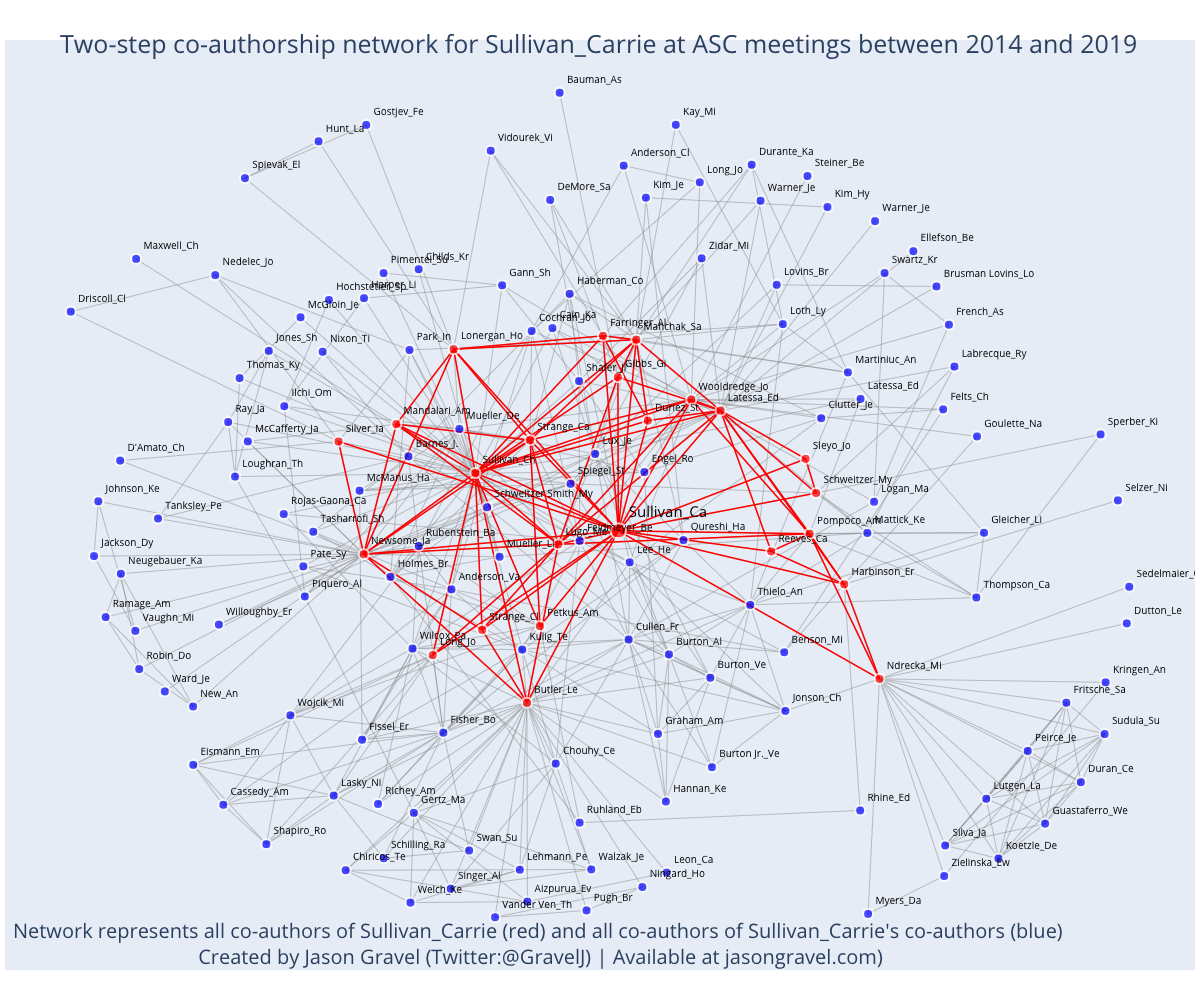 Two-step co-authorship network for Sullivan_Carrie at ASC meetings between 2014 and 2019
Bauman_As
Gostjev_Fe
Kay_Mi
Hunt_La
Vidourek_Vi
Spievak_El
Anderson_Cl
Durante_Ka
Steiner_Be
Long_Jo
DeMore_Sa
Kim_Je
Warner_Je
Kim_Hy
Warner_Je
Maxwell_Ch
Nedelec_Jo
Childs_Kr
Zidar_Mi
Ellefson_Be
Swartz_Kr
Driscoll_Cl
Harper_Li
Gann_Sh
Haberman_Co
Lovins_Br
Brusman Lovins_Lo
McGloin_Je
Cochran_Jo
Cain_Ka
Farringer_Al
Manchak_Sa
Loth_Ly
French_As
Jones_Sh
Nixon_Ti
Park_In
Lonergan_Ho
Thomas_Ky
Gibbs_Gi
Martiniuc_An
Labrecque_Ry
Ilchi_Om
Wooldredge_Jo
Latessa_Ed
Latessa_Ed
Clutter_Je
Felts_Ch
Ray_Ja
McCafferty_Ja
Silver_Ia
Mandalari_Am
Mueller_De
Strange_Ca
Duriez_St
Goulette_Na
Sperber_Ki
D'Amato_Ch
Loughran_Th
Barnes_J.
Sullivan_Ch
Lux_Je
Engel_Ro
Sleyo_Jo
McManus_Ha
Spiegel_St
Schweitzer_My
Johnson_Ke
Tanksley_Pe
Rojas-Gaona_Ca
Schweitzer Smith_My
Logan_Ma
Selzer_Ni
Tasharrofi_Sh
Sullivan_Ca
Jackson_Dy
Pate_Sy
Newsome_Ja
Rubenstein_Ba
Mueller_Li
Lugo_Me
Qureshi_Ha
Reeves_Ca
Pompoco_Am
Mattick_Ke
Gleicher_Li
Neugebauer_Ka
Piquero_Al
Holmes_Br
Anderson_Va
Lee_He
Harbinson_Er
Thompson_Ca
Sedelmaier_
Ramage_Am
Vaughn_Mi
Willoughby_Er
Strange_Cl
Petkus_Am
Thielo_An
Dutton_Le
Wilcox_Pa
Long_Jo
Kulig_Te
Cullen_Fr
Burton_Al
Benson_Mi
Robin_Do
Ward_Je
New_An
Butler_Le
Burton_Ve
Ndrecka_Mi
Kringen_An
Fritsche_Sa
Wojcik_Mi
Fissel_Er
Fisher_Bo
Graham_Am
Jonson_Ch
Sudula_Su
Peirce_Je
Eismann_Em
Chouhy_Ce
Burton Jr._Ve
Duran_Ce
Cassedy_Am
Lasky_Ni
Richey_Am
Gertz_Ma
Hannan_Ke
Rhine_Ed
Lutgen_La
Guastaferro_We
Shapiro_Ro
Ruhland_Eb
Silva_Ja
Koetzle_De
Schilling_Ra
Chiricos_Te
Swan_Su
Lehmann_Pe
Walzak_Je
Leon_Ca
Ningard_Ho
Zielinska_Ew
Welch_Ke
Singer_Al
Aizpurua_Ev
Vander Ven_Th
Pugh_Br
Myers_Da
Network represents all co-authors of Sullivan_Carrie (red) and all co-authors of Sullivan_Carrie's co-authors (blue)
Created by Jason Gravel (Twitter:@GravelJ) | Available at jasongravel.com)